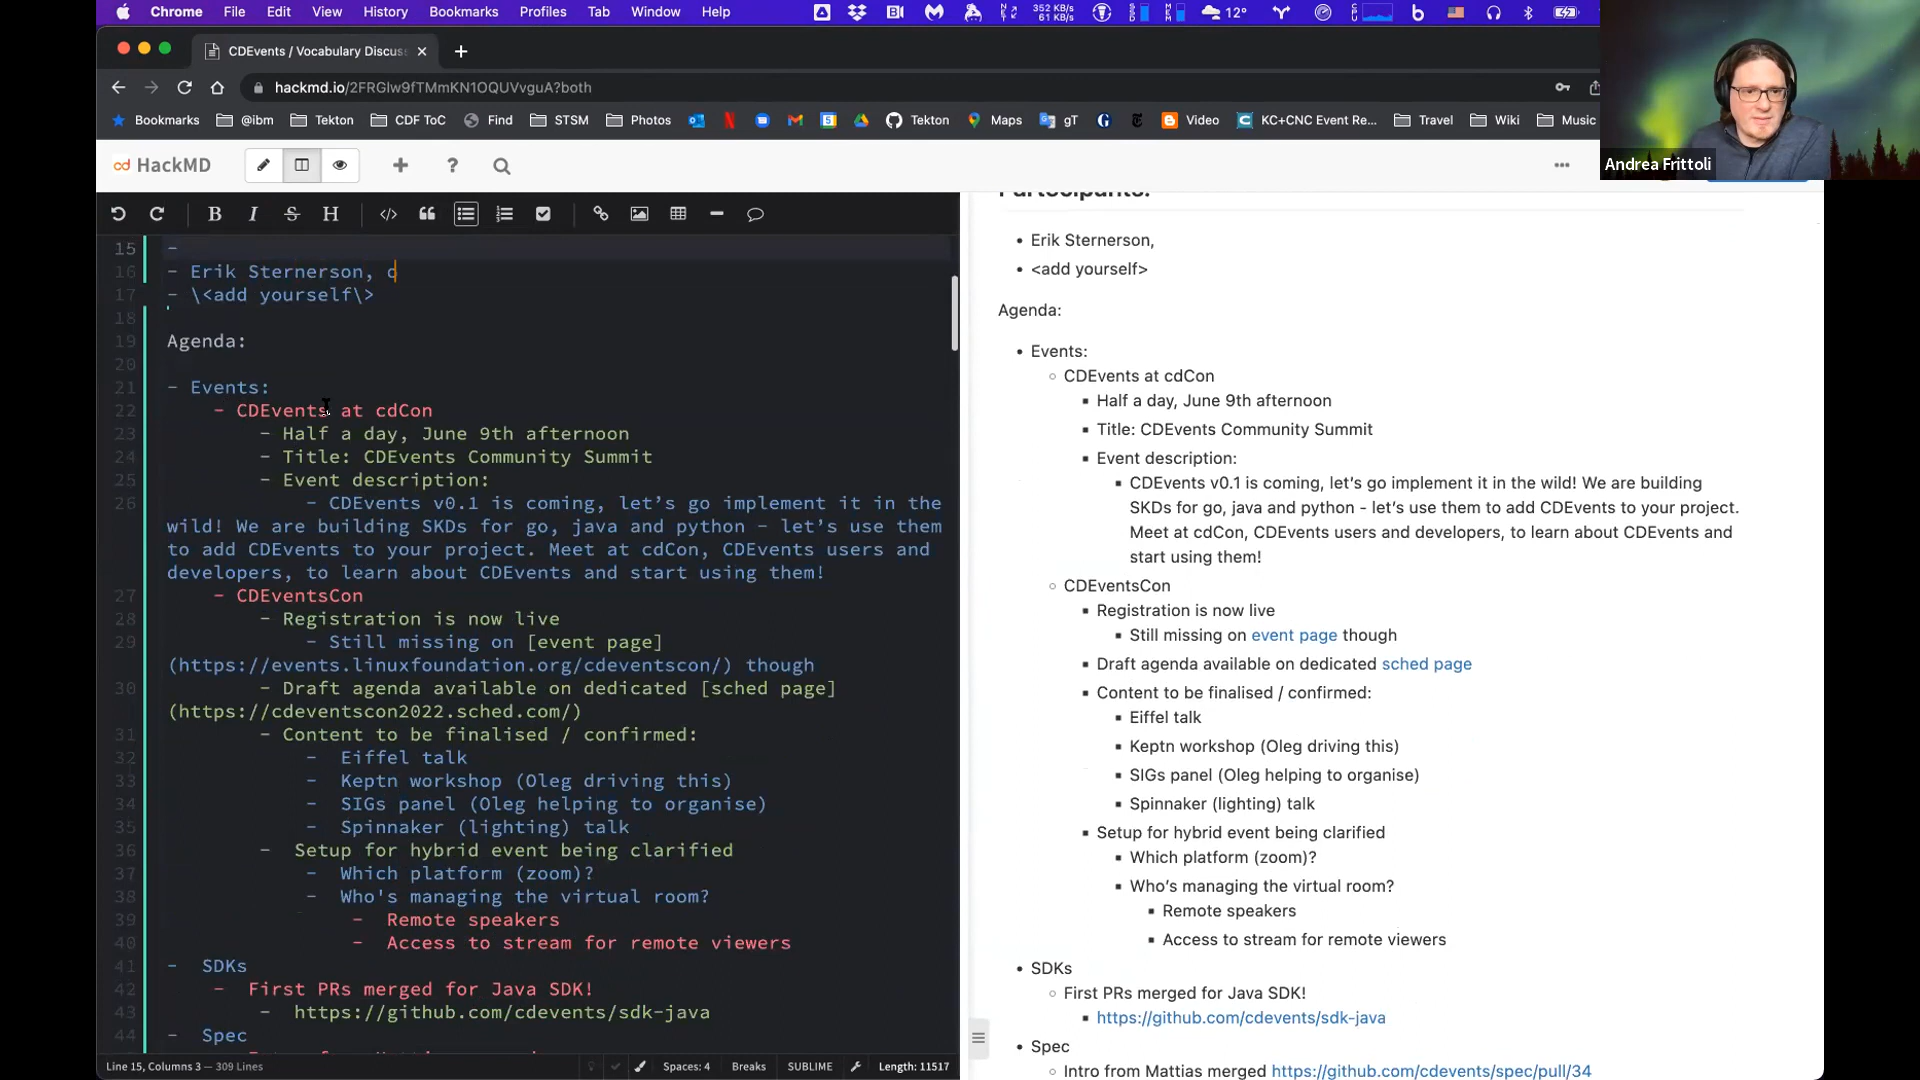 Chrome File Edit View History Bookmarks Profiles Tab Window Help
352 KB/s
61 KB/s
12°
CDEvents / Vocabulary Discus
hackmd.io/2FRGlw9fTMmKN1OQUVvguA?both
Bookmarks @ibm Tekton CDF ToC Find STSM Photos Tekton Maps gT Video KC+CNC Event Re... Travel Wiki Music
Andrea Frittoli
HackMD
15 -
16 - Erik Sternerson, c
17 - \<add yourself\>
18
19 Agenda:
20
21 - Events:
22 - CDEvents at cdCon
23 - Half a day, June 9th afternoon
24 - Title: CDEvents Community Summit
25 - Event description:
26 - CDEvents v0.1 is coming, let’s go implement it in the
wild! We are building SKDs for go, java and python - let’s use them
to add CDEvents to your project. Meet at cdCon, CDEvents users and
developers, to learn about CDEvents and start using them!
27 - CDEventsCon
28 - Registration is now live
29 - Still missing on [event page]
(https://events.linuxfoundation.org/cdeventscon/) though
30 - Draft agenda available on dedicated [sched page]
(https://cdeventscon2022.sched.com/)
31 - Content to be finalised / confirmed:
32 - Eiffel talk
33 - Keptn workshop (Oleg driving this)
34 - SIGs panel (Oleg helping to organise)
35 - Spinnaker (lighting) talk
36 - Setup for hybrid event being clarified
37 - Which platform (zoom)?
38 - Who's managing the virtual room?
39 - Remote speakers
40 - Access to stream for remote viewers
41 - SDKs
42 - First PRs merged for Java SDK!
43 - https://github.com/cdevents/sdk-java
44 - Spec
Line 15, Columns 3 — 309 Lines
Spaces: 4 Breaks SUBLIME Length: 11517
Erik Sternerson,
<add yourself>
Agenda:
Events:
CDEvents at cdCon
Half a day, June 9th afternoon
Title: CDEvents Community Summit
Event description:
CDEvents v0.1 is coming, let’s go implement it in the wild! We are building
SKDs for go, java and python - let’s use them to add CDEvents to your project.
Meet at cdCon, CDEvents users and developers, to learn about CDEvents and
start using them!
CDEventsCon
Registration is now live
Still missing on event page though
Draft agenda available on dedicated sched page
Content to be finalised / confirmed:
Eiffel talk
Keptn workshop (Oleg driving this)
SIGs panel (Oleg helping to organise)
Spinnaker (lighting) talk
Setup for hybrid event being clarified
Which platform (zoom)?
Who’s managing the virtual room?
Remote speakers
Access to stream for remote viewers
SDKs
First PRs merged for Java SDK!
https://github.com/cdevents/sdk-java
Spec
Intro from Mattias merged https://github.com/cdevents/spec/pull/34